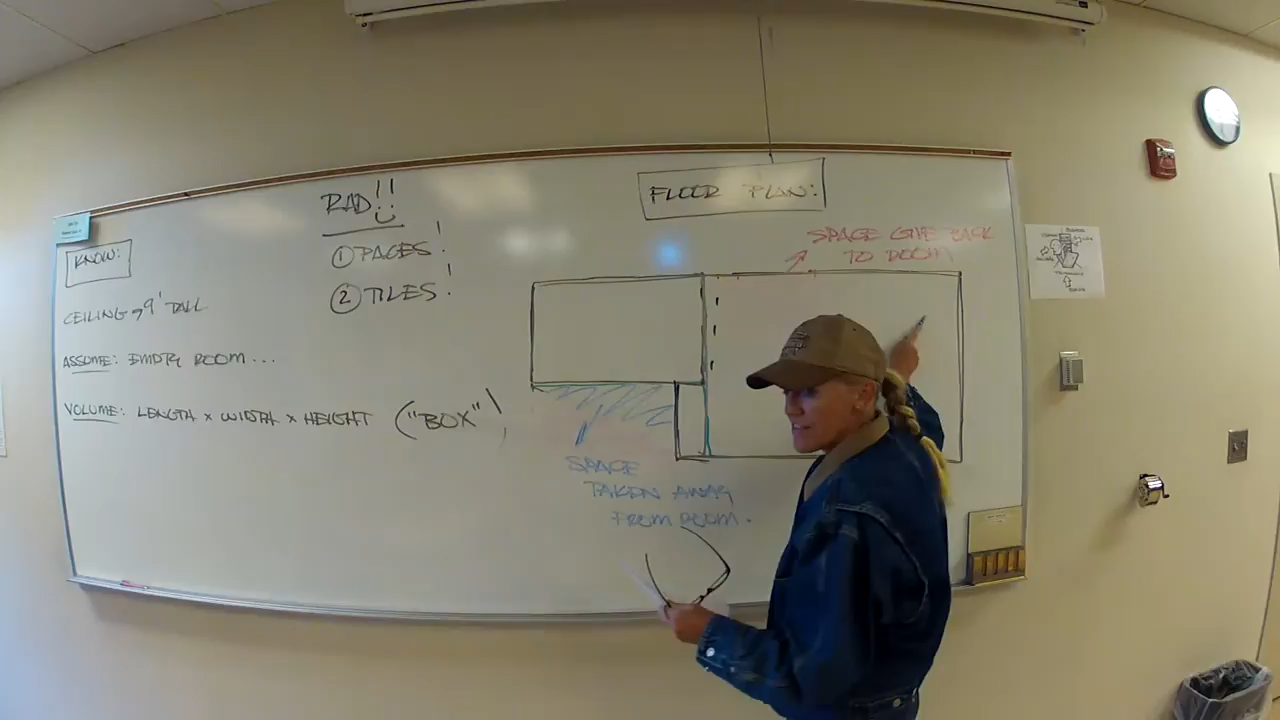 KNOW:
CEILING → 9' TALL
ASSUME: EMPTY ROOM...
VOLUME: LENGTH x WIDTH x HEIGHT ("BOX")
RAD!!
① PACES!
② TILES!
FLOOR PLAN:
SPACE GIVE BACK
TO ROOM
SPACE
TAKEN AWAY
FROM ROOM.